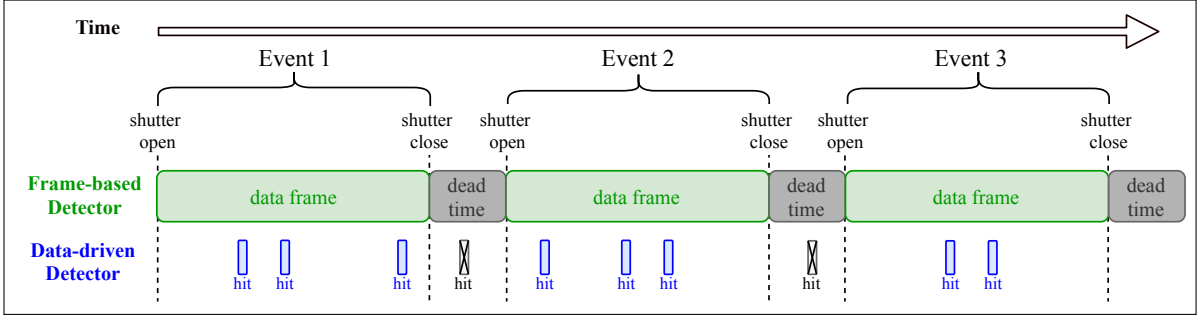 Time
Event 1
Event 2
Event 3
shutter
open
shutter
close
shutter
open
shutter
close
shutter
open
shutter
close
Frame-based
Detector
data frame
dead
time
data frame
dead
time
data frame
dead
time
Data-driven
Detector
hit
hit
hit
hit
hit
hit
hit
hit
hit
hit